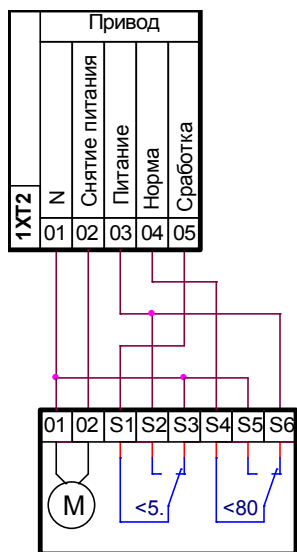 Привод
1XT2
N
Снятие питания
Питание
Норма
Сработка
01 02 03 04 05
01 02 S1 S2 S3 S4 S5 S6
M
<5.
<80